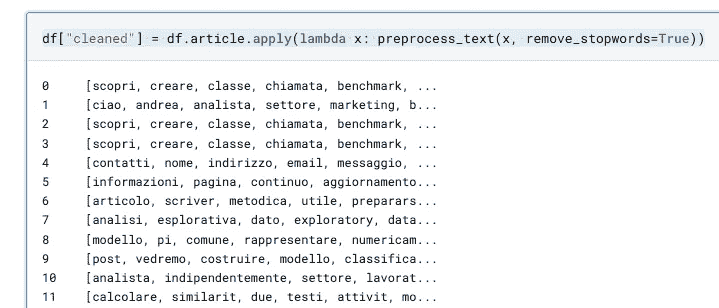 df["cleaned"] = df.article.apply(lambda x: preprocess_text(x, remove_stopwords=True))
0 [scopri, creare, classe, chiamata, benchmark, ...
1 [ciao, andrea, analista, settore, marketing, b...
2 [scopri, creare, classe, chiamata, benchmark, ...
3 [scopri, creare, classe, chiamata, benchmark, ...
4 [contatti, nome, indirizzo, email, messaggio, ...
5 [informazioni, pagina, continuo, aggiornamento...
6 [articolo, scriver, metodica, utile, preparars...
7 [analisi, esplorativa, dato, exploratory, data...
8 [modello, pi, comune, rappresentare, numericam...
9 [post, vedremo, costruire, modello, classifica...
10 [analista, indipendentemente, settore, lavorat...
11 [calcolare, similarit, due, testi, attivit, mo...